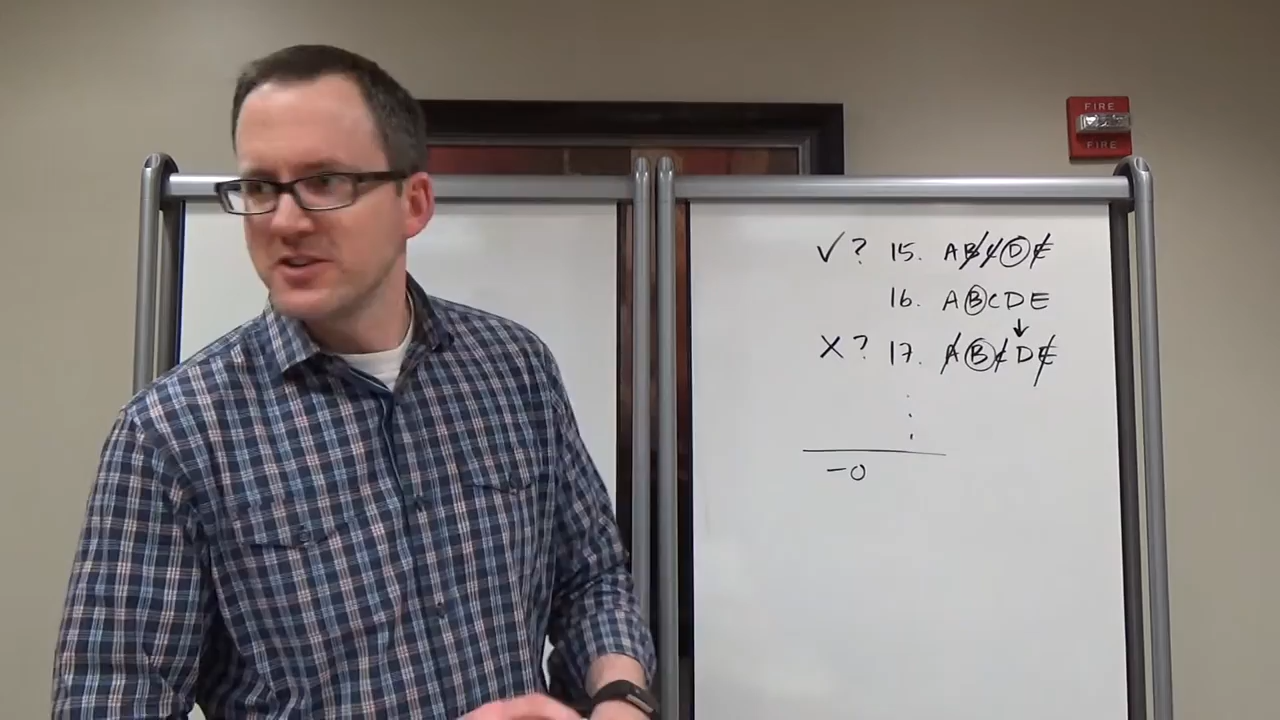 FIRE
FIRE
✓ ? 15. A B C D E
16. A B C D E
↓
X ? 17. A B C D E
-0